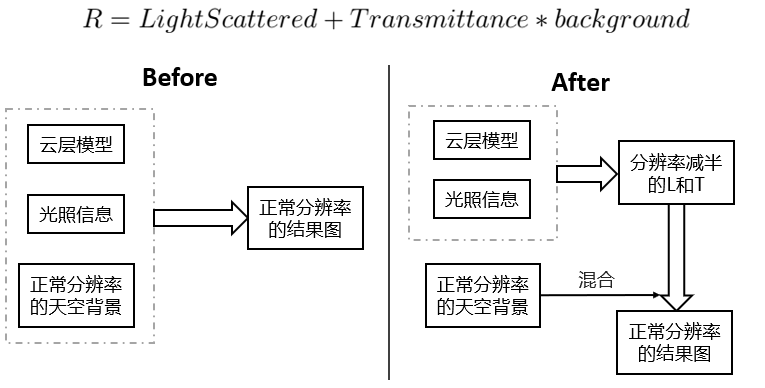 R = LightScattered + Transmittance ∗ background
Before
云层模型
光照信息
正常分辨率
的天空背景
正常分辨率
的结果图
After
云层模型
光照信息
分辨率减半
的L和T
正常分辨率
的天空背景
混合
正常分辨率
的结果图